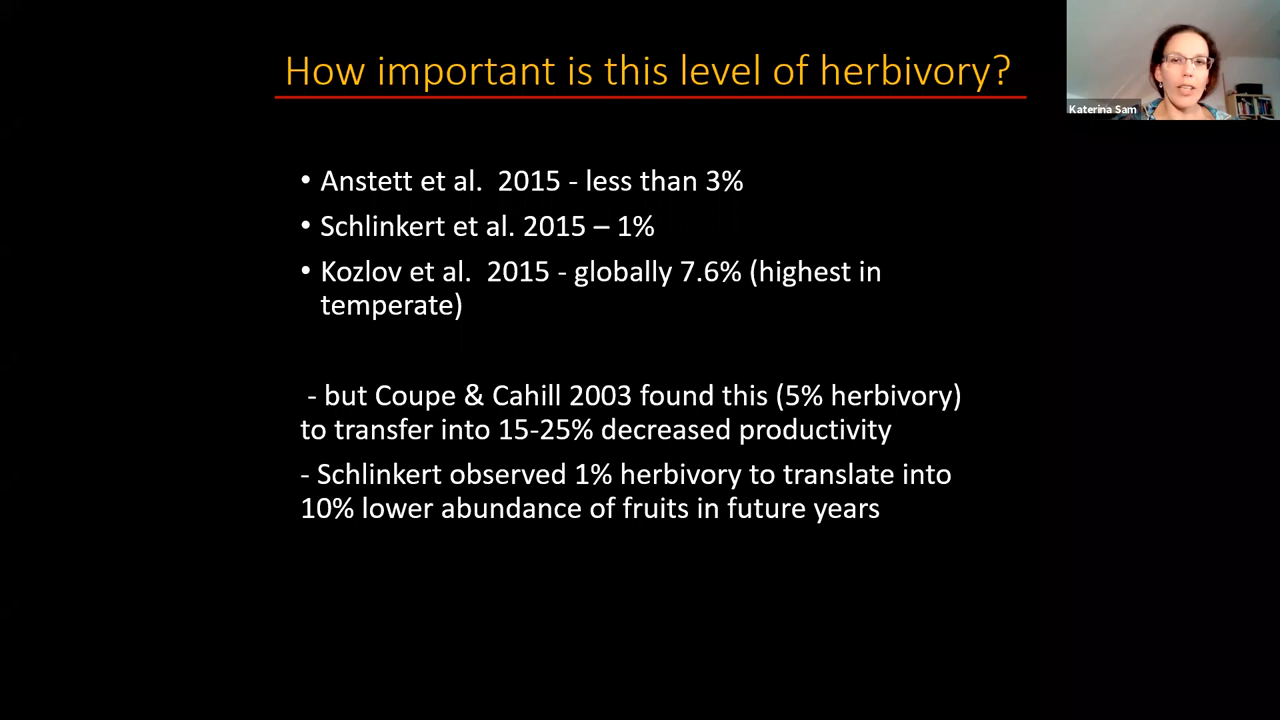 How important is this level of herbivory?
Katerina Sam
• Anstett et al.  2015 - less than 3%
• Schlinkert et al. 2015 – 1%
• Kozlov et al.  2015 - globally 7.6% (highest in
temperate)
- but Coupe & Cahill 2003 found this (5% herbivory)
to transfer into 15-25% decreased productivity
- Schlinkert observed 1% herbivory to translate into
10% lower abundance of fruits in future years